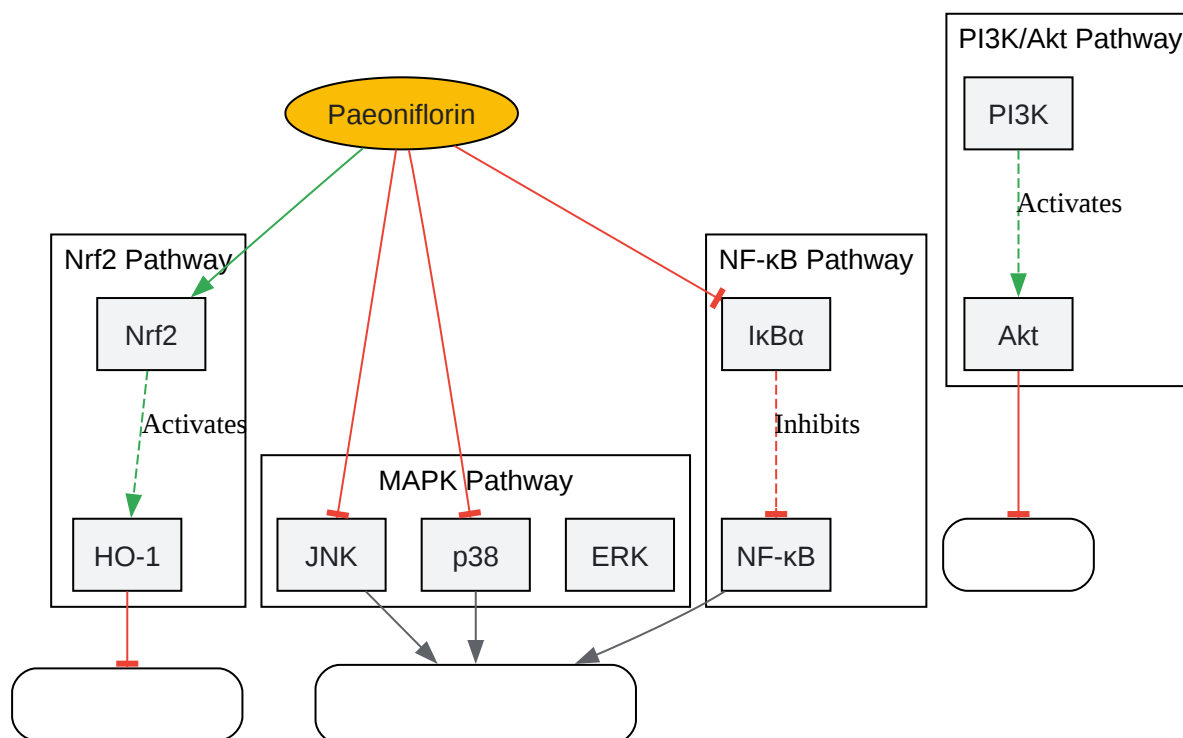 PI3K/Akt Pathway
PI3K
Paeoniflorin
Activates
Nrf2 Pathway
NF-κB Pathway
Nrf2
IκBα
Akt
Activates
Inhibits
MAPK Pathway
HO-1
JNK
p38
ERK
NF-κB